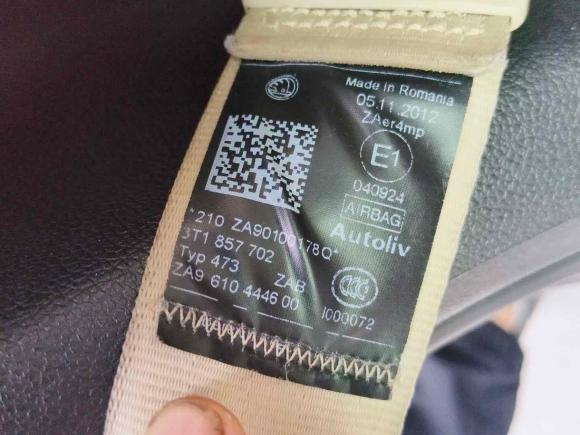 Made in Romania
05.11.2012
ZAer4mp
E1
040924
AIRBAG
Autoliv
*210 ZA90100178Q*
3T1 857 702
Typ 473 ZAB
ZA9 610 4446 00
CCC
I000072